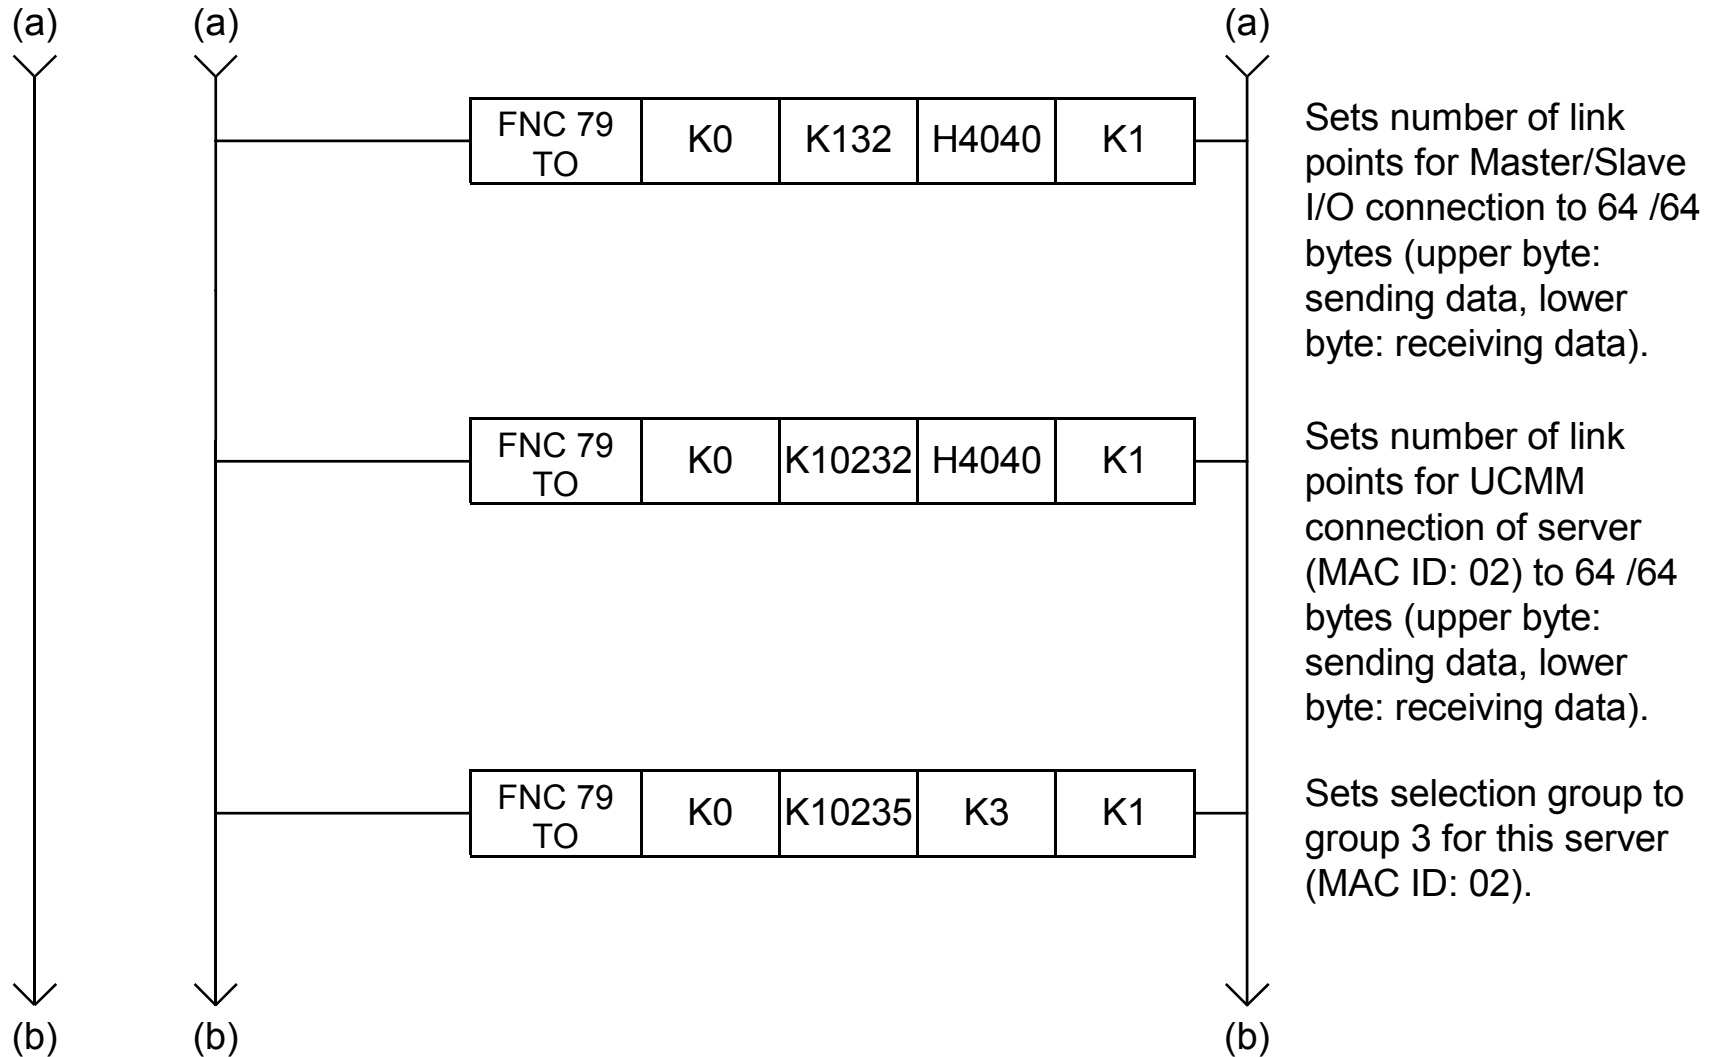 (a) (a) (a)
FNC 79
TO
K0
K132
H4040
K1
Sets number of link
points for Master/Slave
I/O connection to 64 /64
bytes (upper byte:
sending data, lower
byte: receiving data).
FNC 79
TO
K0
K10232
H4040
K1
Sets number of link
points for UCMM
connection of server
(MAC ID: 02) to 64 /64
bytes (upper byte:
sending data, lower
byte: receiving data).
FNC 79
TO
K0
K10235
K3
K1
Sets selection group to
group 3 for this server
(MAC ID: 02).
(b) (b) (b)